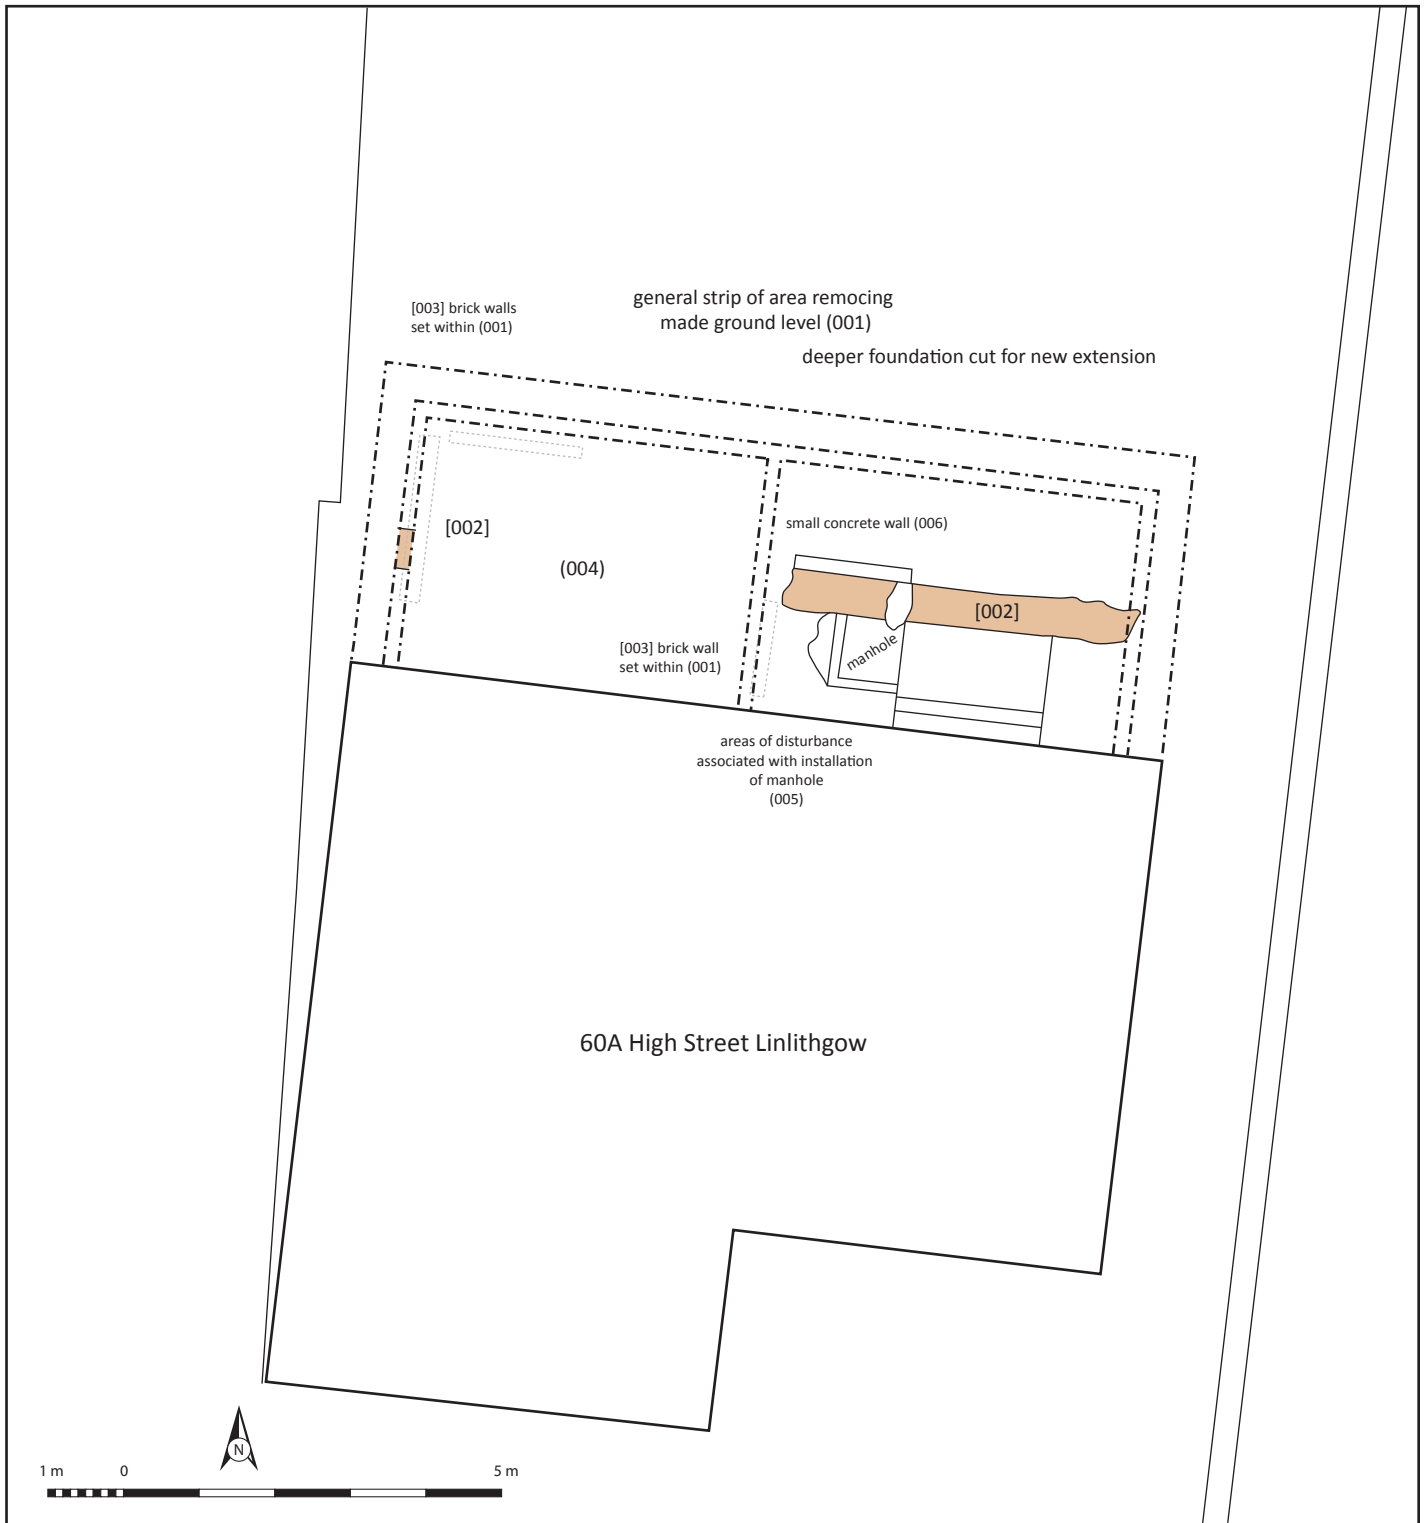 [003] brick walls
set within (001)
general strip of area remocing
made ground level (001)
deeper foundation cut for new extension
[002]
(004)
small concrete wall (006)
[002]
manhole
[003] brick wall
set within (001)
areas of disturbance
associated with installation
of manhole
(005)
60A High Street Linlithgow
N
1 m 0 5 m